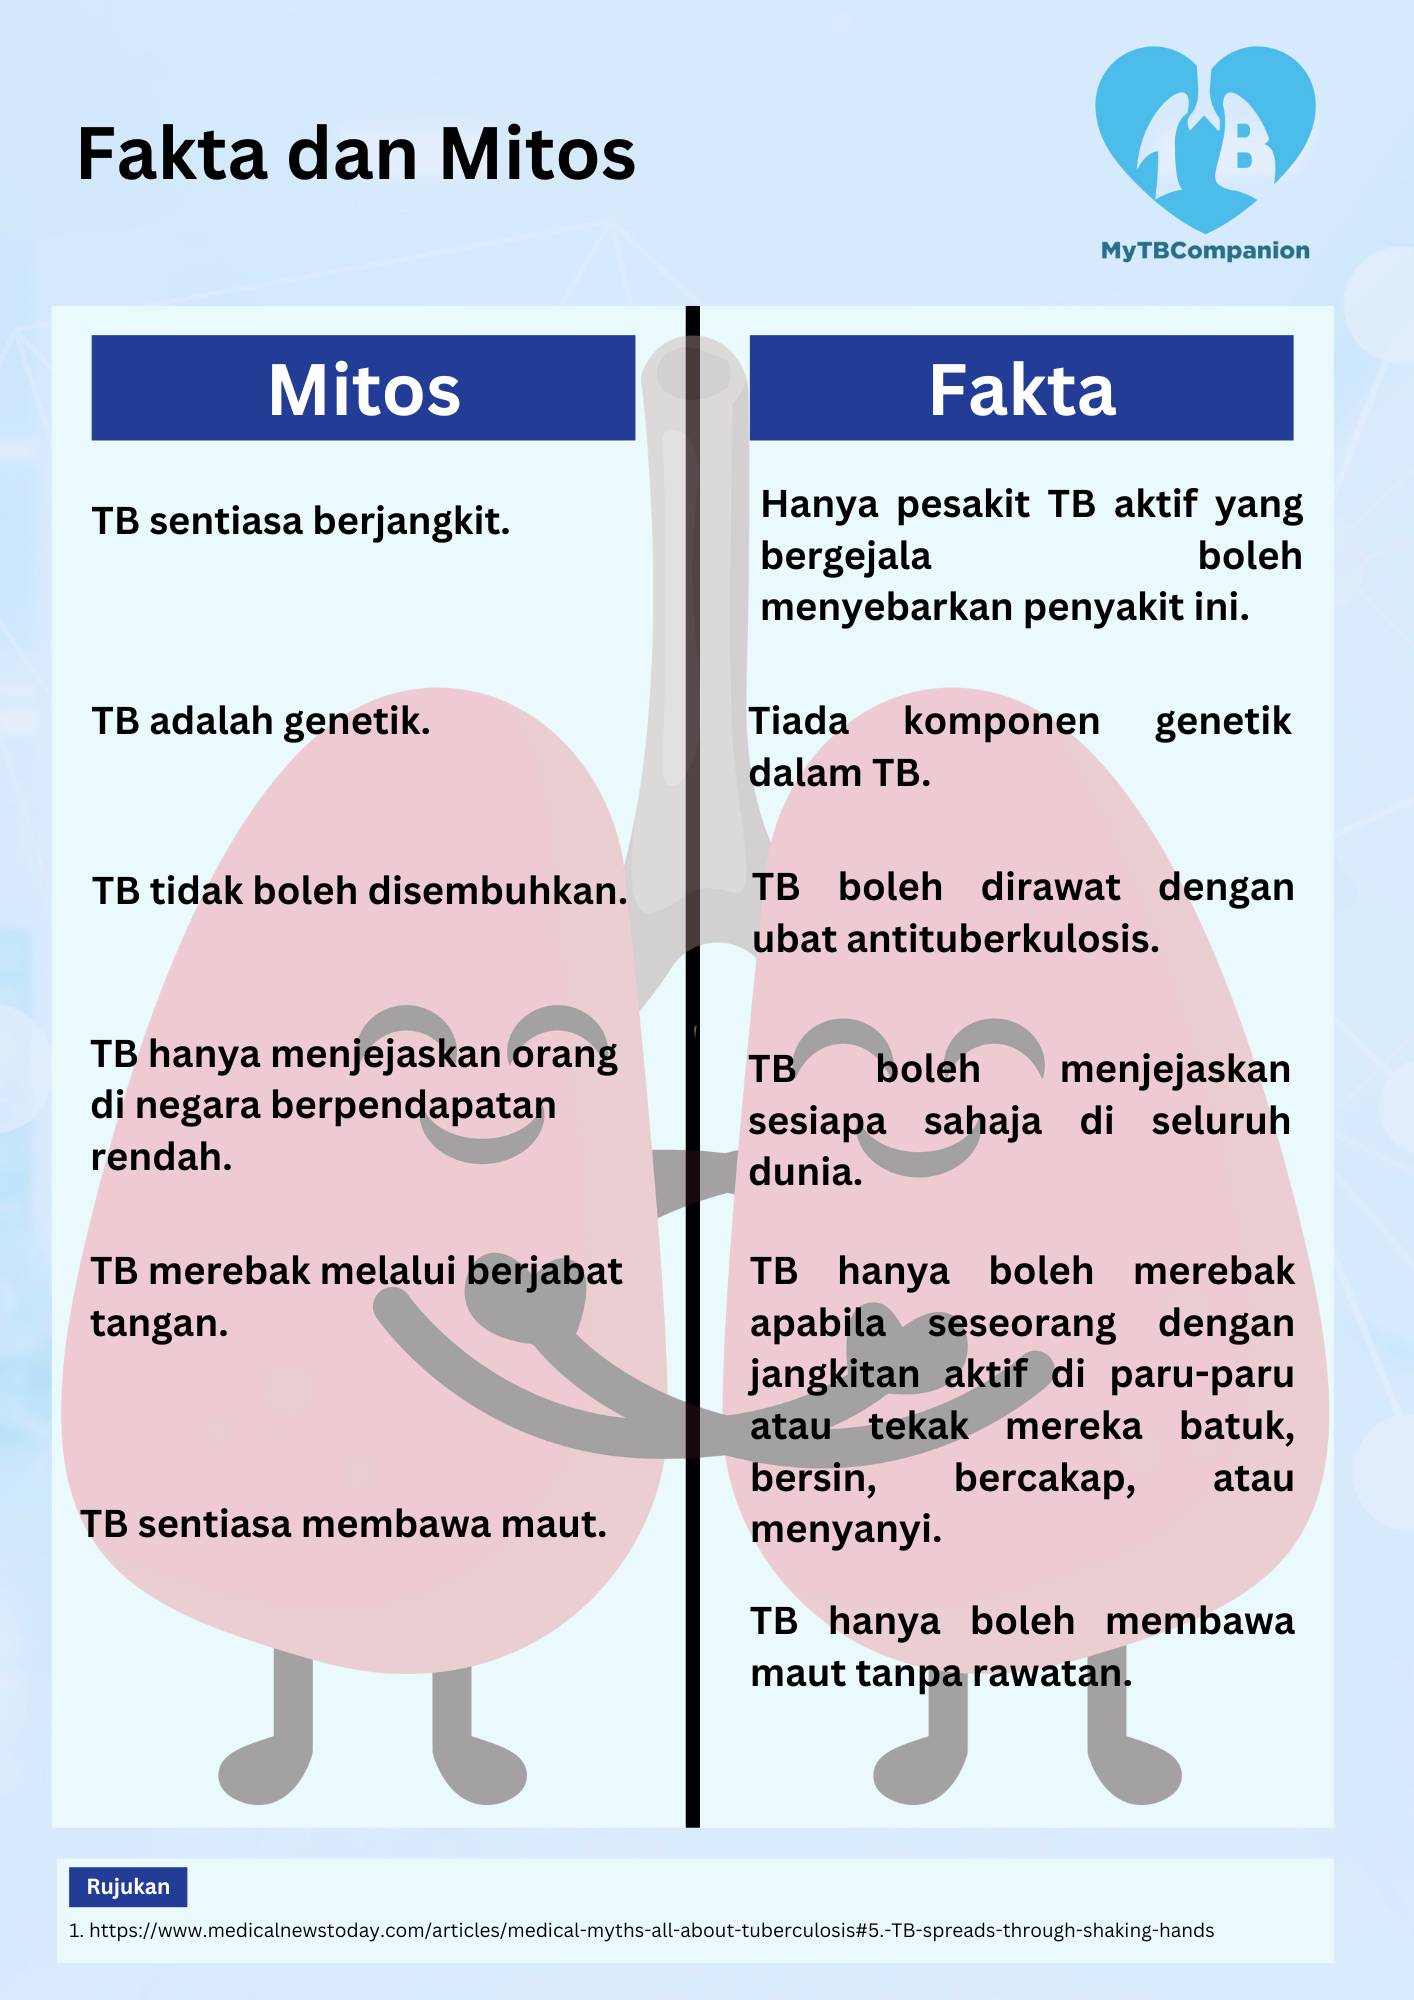 Fakta dan Mitos
TB
MyTBCompanion
Mitos
TB sentiasa berjangkit.
TB adalah genetik.
TB tidak boleh disembuhkan.
TB hanya menjejaskan orang
di negara berpendapatan
rendah.
TB merebak melalui berjabat
tangan.
TB sentiasa membawa maut.
Fakta
Hanya pesakit TB aktif yang
bergejala boleh
menyebarkan penyakit ini.
Tiada komponen genetik
dalam TB.
TB boleh dirawat dengan
ubat antituberkulosis.
TB boleh menjejaskan
sesiapa sahaja di seluruh
dunia.
TB hanya boleh merebak
apabila seseorang dengan
jangkitan aktif di paru-paru
atau tekak mereka batuk,
bersin, bercakap, atau
menyanyi.
TB hanya boleh membawa
maut tanpa rawatan.
Rujukan
1. https://www.medicalnewstoday.com/articles/medical-myths-all-about-tuberculosis#5.-TB-spreads-through-shaking-hands